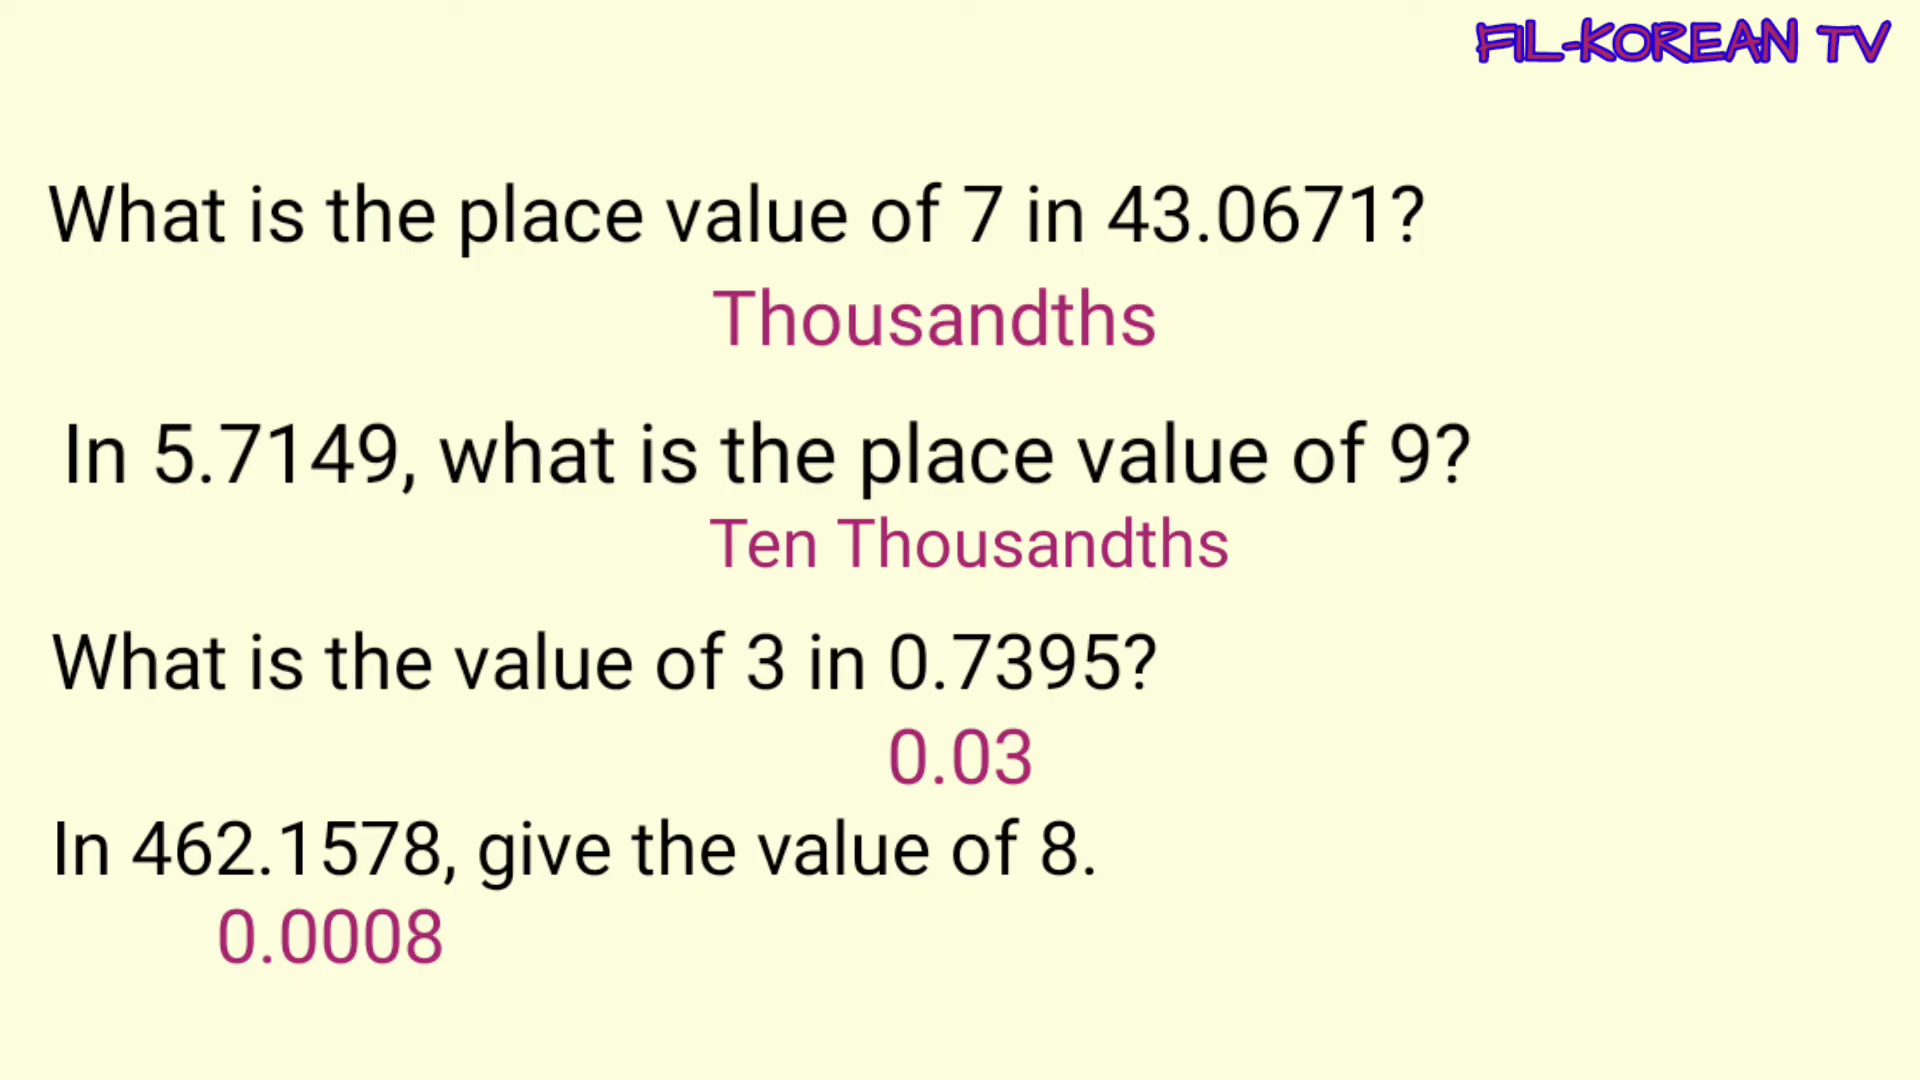 FIL-KOREAN TV
What is the place value of 7 in 43.0671?
Thousandths
In 5.7149, what is the place value of 9?
Ten Thousandths
What is the value of 3 in 0.7395?
0.03
In 462.1578, give the value of 8.
0.0008